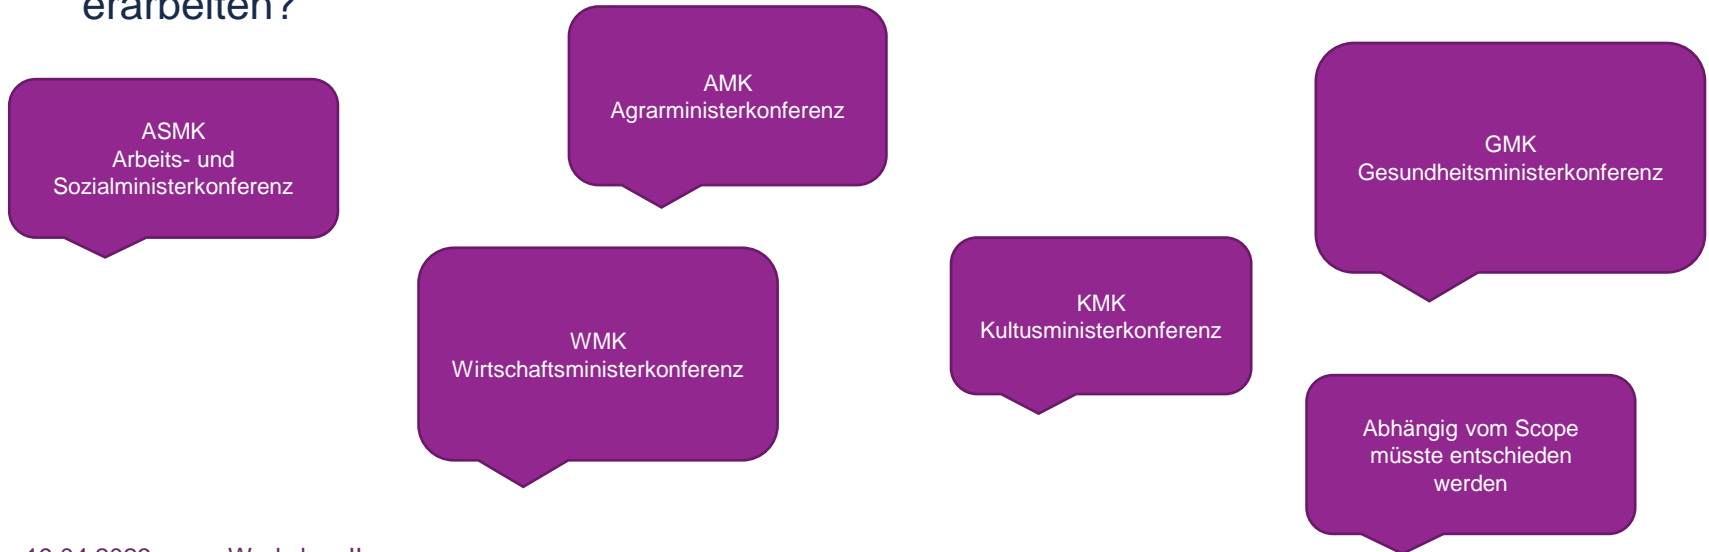 erarbeiten?
AMK
Agrarministerkonferenz
ASMK
Arbeits- und
Sozialministerkonferenz
GMK
Gesundheitsministerkonferenz
KMK
Kultusministerkonferenz
WMK
Wirtschaftsministerkonferenz
Abhängig vom Scope
müsste entschieden
werden